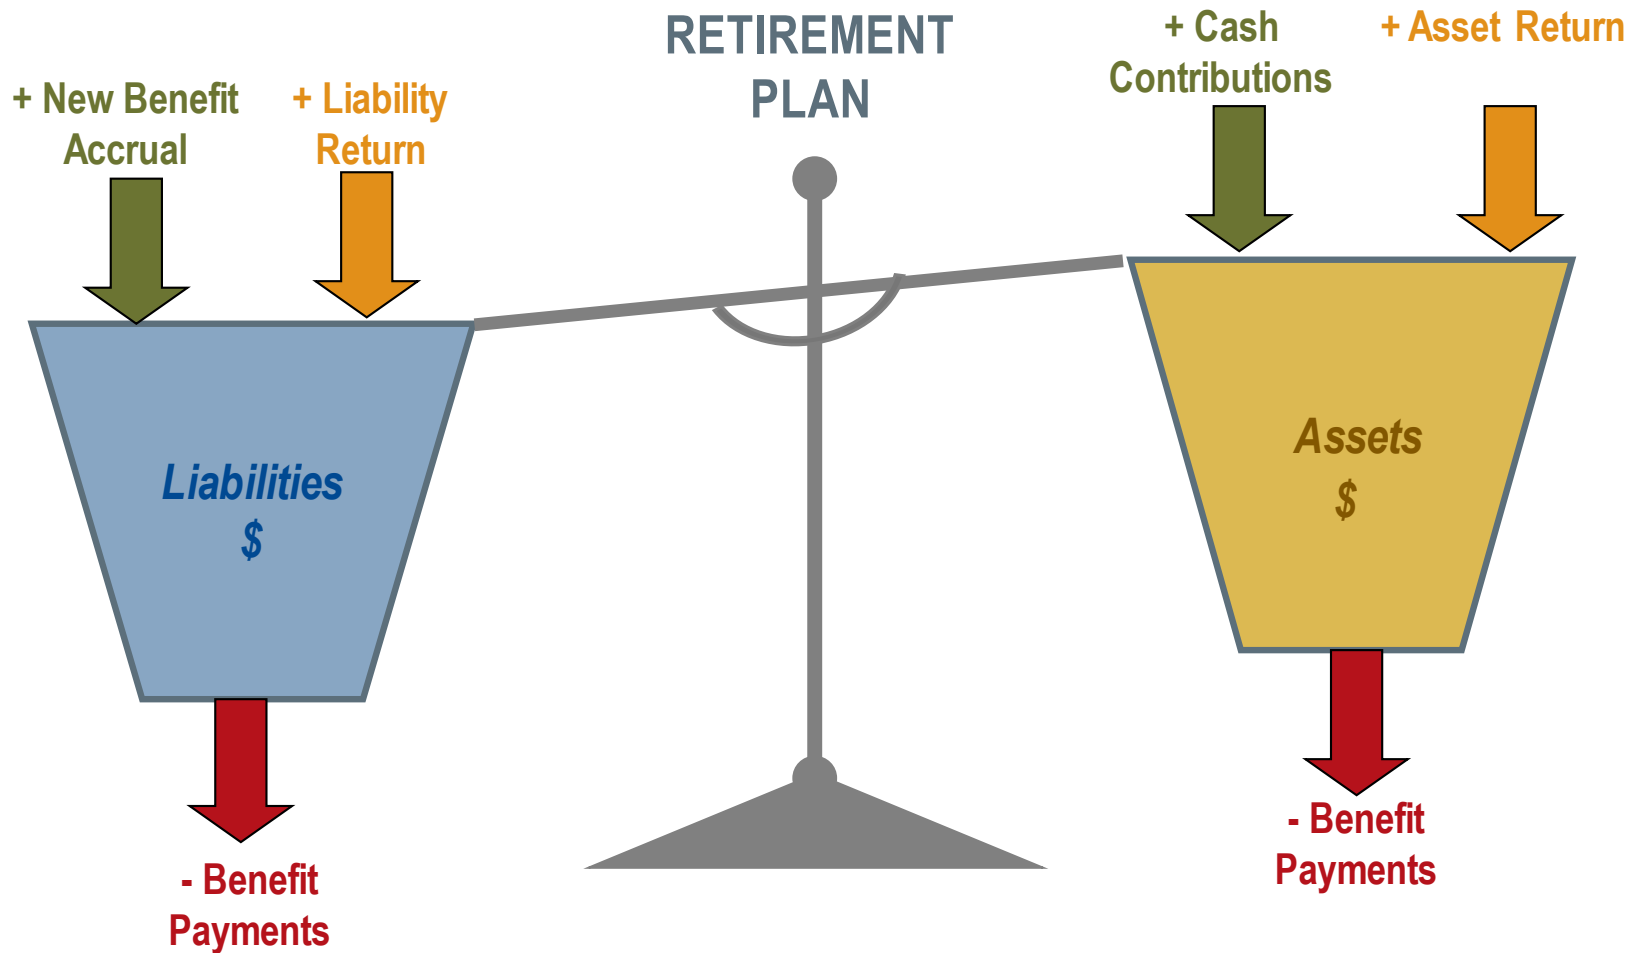 RETIREMENT
PLAN
+ New Benefit
Accrual
+ Liability
Return
+ Cash
Contributions
+ Asset Return
Liabilities
$
Assets
$
- Benefit
Payments
- Benefit
Payments